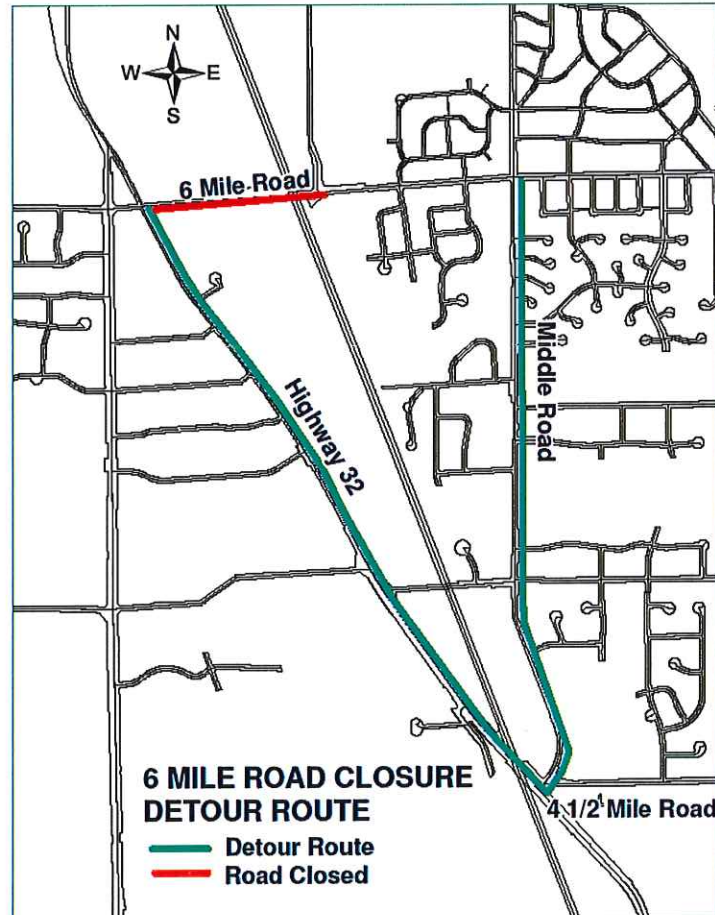 N
W E
S
6 Mile Road
Highway 32
Middle Road
4 1/2 Mile Road
6 MILE ROAD CLOSURE
DETOUR ROUTE
Detour Route
Road Closed